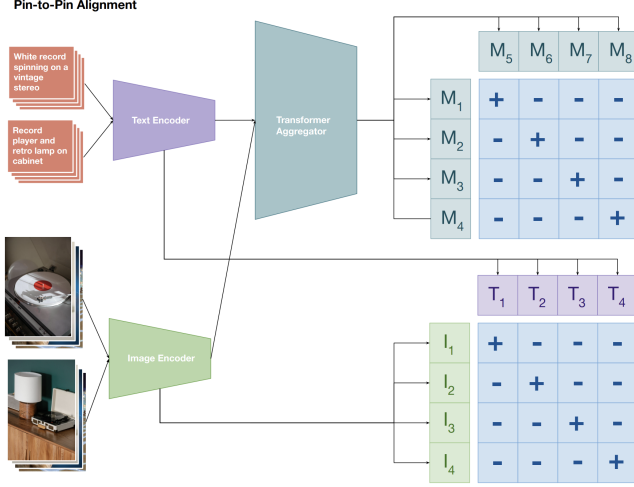 Pin-to-Pin Alignment
White record
spinning on a
vintage
stereo
Record
player and
retro lamp on
cabinet
Text Encoder
Transformer
Aggregator
Image Encoder
M5 M6 M7 M8
M1 + - - -
M2 - + - -
M3 - - + -
M4 - - - +
T1 T2 T3 T4
I1 + - - -
I2 - + - -
I3 - - + -
I4 - - - +